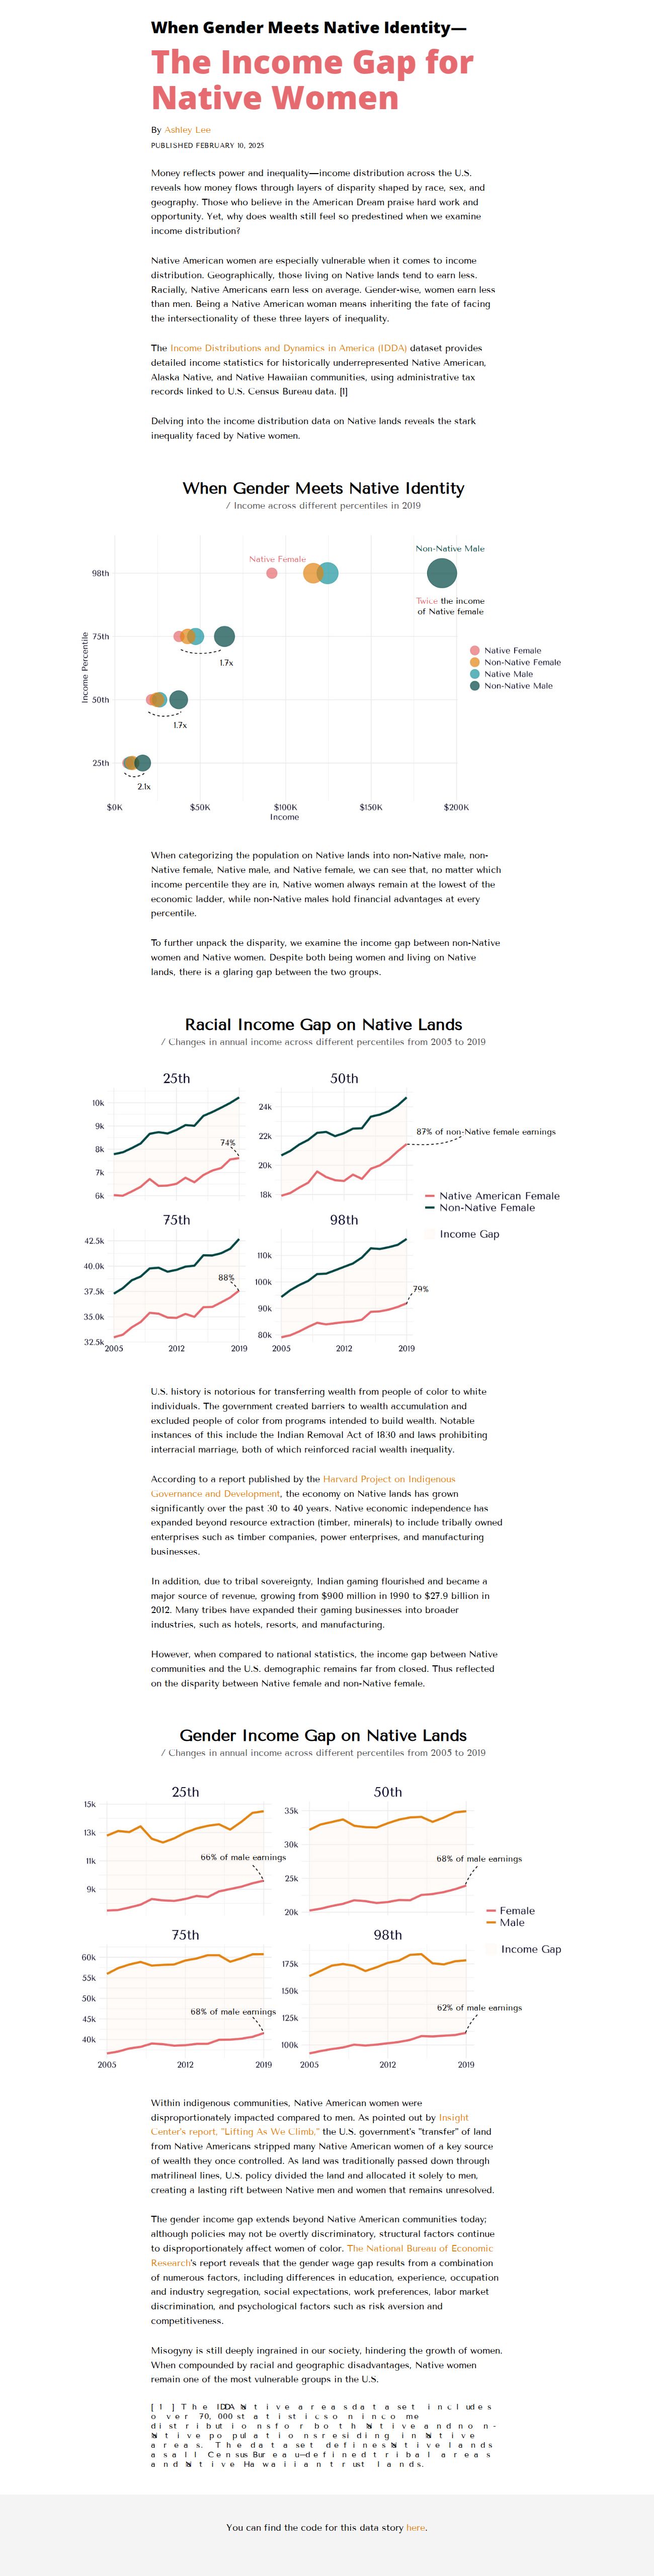 When Gender Meets Native Identity—
The Income Gap for
Native Women
By Ashley Lee
PUBLISHED FEBRUARY 10, 2025
Money reflects power and inequality—income distribution across the U.S.
reveals how money flows through layers of disparity shaped by race, sex, and
geography. Those who believe in the American Dream praise hard work and
opportunity. Yet, why does wealth still feel so predestined when we examine
income distribution?
Native American women are especially vulnerable when it comes to income
distribution. Geographically, those living on Native lands tend to earn less.
Racially, Native Americans earn less on average. Gender-wise, women earn less
than men. Being a Native American woman means inheriting the fate of facing
the intersectionality of these three layers of inequality.
The Income Distributions and Dynamics in America (IDDA) dataset provides
detailed income statistics for historically underrepresented Native American,
Alaska Native, and Native Hawaiian communities, using administrative tax
records linked to U.S. Census Bureau data. [1]
Delving into the income distribution data on Native lands reveals the stark
inequality faced by Native women.
When Gender Meets Native Identity
/ Income across different percentiles in 2019
Non-Native Male
Native Female
98th
Twice the income
of Native female
75th
1.7x
Income Percentile
Native Female
Non-Native Female
Native Male
Non-Native Male
50th
1.7x
25th
2.1x
$0K $50K $100K $150K $200K
Income
When categorizing the population on Native lands into non-Native male, non-
Native female, Native male, and Native female, we can see that, no matter which
income percentile they are in, Native women always remain at the lowest of the
economic ladder, while non-Native males hold financial advantages at every
percentile.
To further unpack the disparity, we examine the income gap between non-Native
women and Native women. Despite both being women and living on Native
lands, there is a glaring gap between the two groups.
Racial Income Gap on Native Lands
/ Changes in annual income across different percentiles from 2005 to 2019
25th
10k
9k
8k
7k
6k
74%
50th
24k
22k
20k
18k
87% of non-Native female earnings
Native American Female
Non-Native Female
Income Gap
75th
42.5k
40.0k
37.5k
35.0k
32.5k
88%
2005 2012 2019
98th
110k
100k
90k
80k
79%
2005 2012 2019
U.S. history is notorious for transferring wealth from people of color to white
individuals. The government created barriers to wealth accumulation and
excluded people of color from programs intended to build wealth. Notable
instances of this include the Indian Removal Act of 1830 and laws prohibiting
interracial marriage, both of which reinforced racial wealth inequality.
According to a report published by the Harvard Project on Indigenous
Governance and Development, the economy on Native lands has grown
significantly over the past 30 to 40 years. Native economic independence has
expanded beyond resource extraction (timber, minerals) to include tribally owned
enterprises such as timber companies, power enterprises, and manufacturing
businesses.
In addition, due to tribal sovereignty, Indian gaming flourished and became a
major source of revenue, growing from $900 million in 1990 to $27.9 billion in
2012. Many tribes have expanded their gaming businesses into broader
industries, such as hotels, resorts, and manufacturing.
However, when compared to national statistics, the income gap between Native
communities and the U.S. demographic remains far from closed. Thus reflected
on the disparity between Native female and non-Native female.
Gender Income Gap on Native Lands
/ Changes in annual income across different percentiles from 2005 to 2019
25th
15k
13k
11k
9k
66% of male earnings
50th
35k
30k
25k
20k
68% of male earnings
Female
Male
Income Gap
75th
60k
55k
50k
45k
40k
68% of male earnings
2005 2012 2019
98th
175k
150k
125k
100k
62% of male earnings
2005 2012 2019
Within indigenous communities, Native American women were
disproportionately impacted compared to men. As pointed out by Insight
Center's report, "Lifting As We Climb," the U.S. government's "transfer" of land
from Native Americans stripped many Native American women of a key source
of wealth they once controlled. As land was traditionally passed down through
matrilineal lines, U.S. policy divided the land and allocated it solely to men,
creating a lasting rift between Native men and women that remains unresolved.
The gender income gap extends beyond Native American communities today;
although policies may not be overtly discriminatory, structural factors continue
to disproportionately affect women of color. The National Bureau of Economic
Research's report reveals that the gender wage gap results from a combination
of numerous factors, including differences in education, experience, occupation
and industry segregation, social expectations, work preferences, labor market
discrimination, and psychological factors such as risk aversion and
competitiveness.
Misogyny is still deeply ingrained in our society, hindering the growth of women.
When compounded by racial and geographic disadvantages, Native women
remain one of the most vulnerable groups in the U.S.
[1] The IDDA Native areas dataset includes
over 70,000 statistics on income
distributions for both Native and non-
Native populations residing in Native
areas. The dataset defines Native lands
as all Census Bureau-defined tribal areas
and Native Hawaiian trust lands.
You can find the code for this data story here.